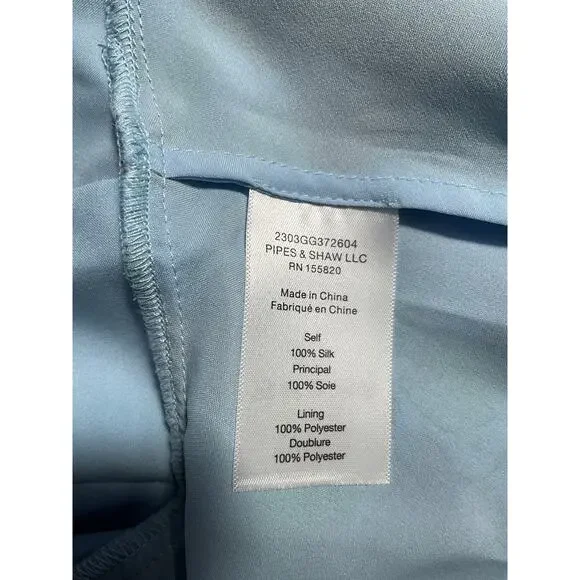 2303GG372604
PIPES & SHAW LLC
RN 155820
Made in China
Fabriqué en Chine
Self
100% Silk
Principal
100% Soie
Lining
100% Polyester
Doublure
100% Polyester